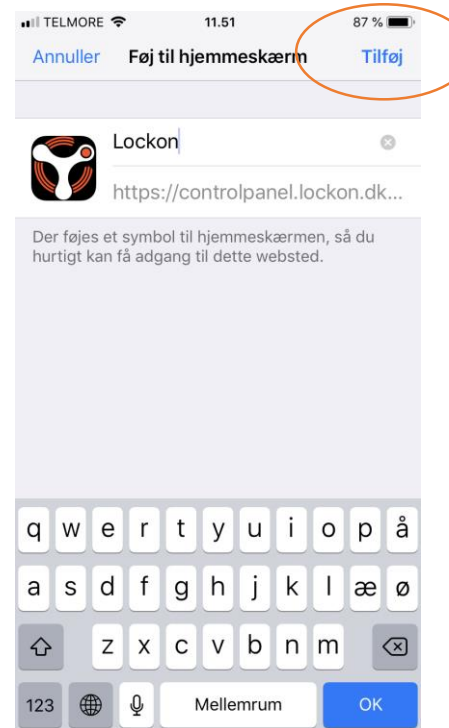 TELMORE 11.51 87 %
Annuller Føj til hjemmeskærm Tilføj
Lockon
https://controlpanel.lockon.dk...
Der føjes et symbol til hjemmeskærmen, så du
hurtigt kan få adgang til dette websted.
q w e r t y u i o p å
a s d f g h j k l æ ø
z x c v b n m
123 Mellemrum OK